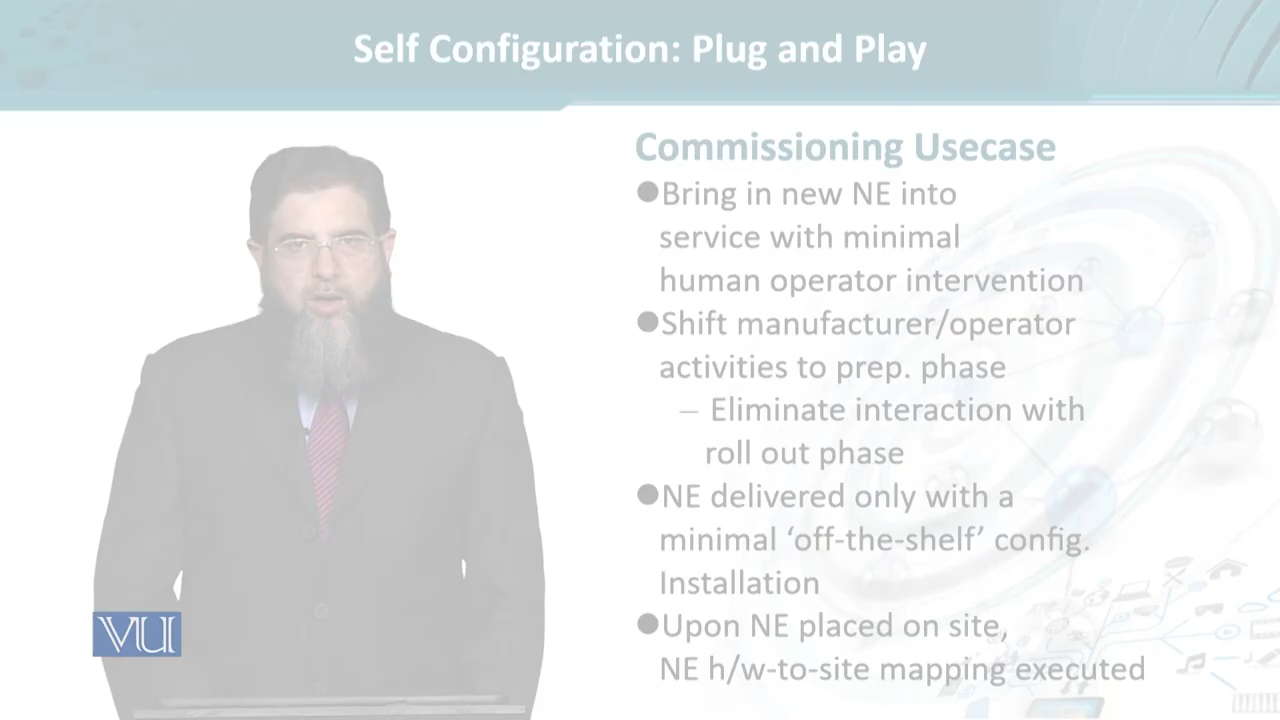 Self Configuration: Plug and Play
Commissioning Usecase
●Bring in new NE into
service with minimal
human operator intervention
●Shift manufacturer/operator
activities to prep. phase
– Eliminate interaction with
roll out phase
●NE delivered only with a
minimal ‘off-the-shelf’ config.
Installation
●Upon NE placed on site,
NE h/w-to-site mapping executed
VU